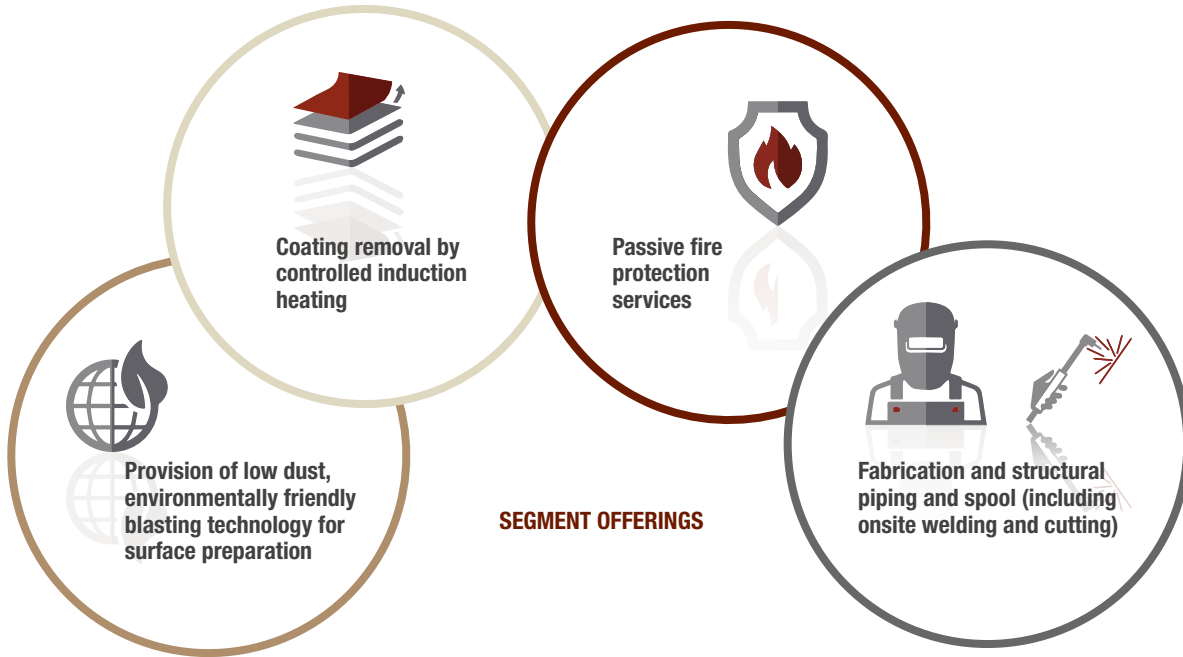 Coating removal by
controlled induction
heating
Passive fire
protection
services
Provision of low dust,
environmentally friendly
blasting technology for
surface preparation
SEGMENT OFFERINGS
Fabrication and structural
piping and spool (including
onsite welding and cutting)